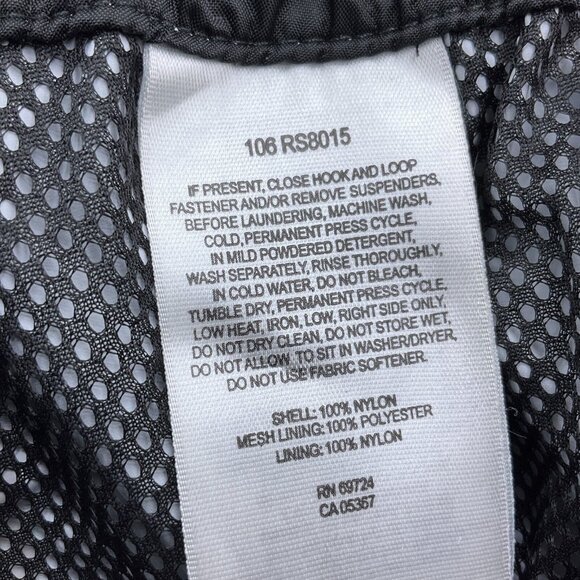 106 RS8015
IF PRESENT, CLOSE HOOK AND LOOP
FASTENER AND/OR REMOVE SUSPENDERS,
BEFORE LAUNDERING, MACHINE WASH,
COLD, PERMANENT PRESS CYCLE,
IN MILD POWDERED DETERGENT,
WASH SEPARATELY, RINSE THOROUGHLY,
IN COLD WATER, DO NOT BLEACH,
TUMBLE DRY, PERMANENT PRESS CYCLE,
LOW HEAT, IRON, LOW, RIGHT SIDE ONLY,
DO NOT DRY CLEAN, DO NOT STORE WET,
DO NOT ALLOW TO SIT IN WASHER/DRYER,
DO NOT USE FABRIC SOFTENER.
SHELL: 100% NYLON
MESH LINING: 100% POLYESTER
LINING: 100% NYLON
RN 69724
CA 05367